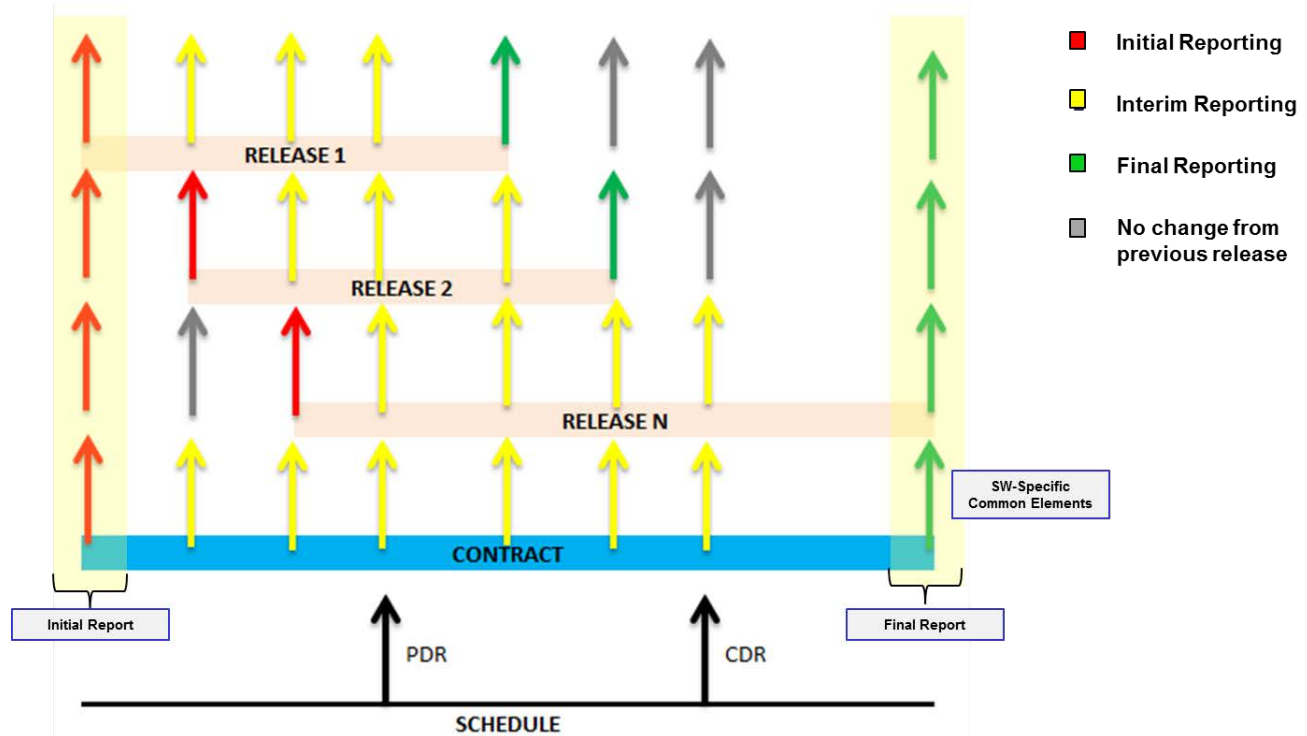 Initial Reporting
Interim Reporting
Final Reporting
No change from
previous release
RELEASE 1
RELEASE 2
RELEASE N
SW-Specific
Common Elements
CONTRACT
Initial Report
Final Report
PDR
CDR
SCHEDULE